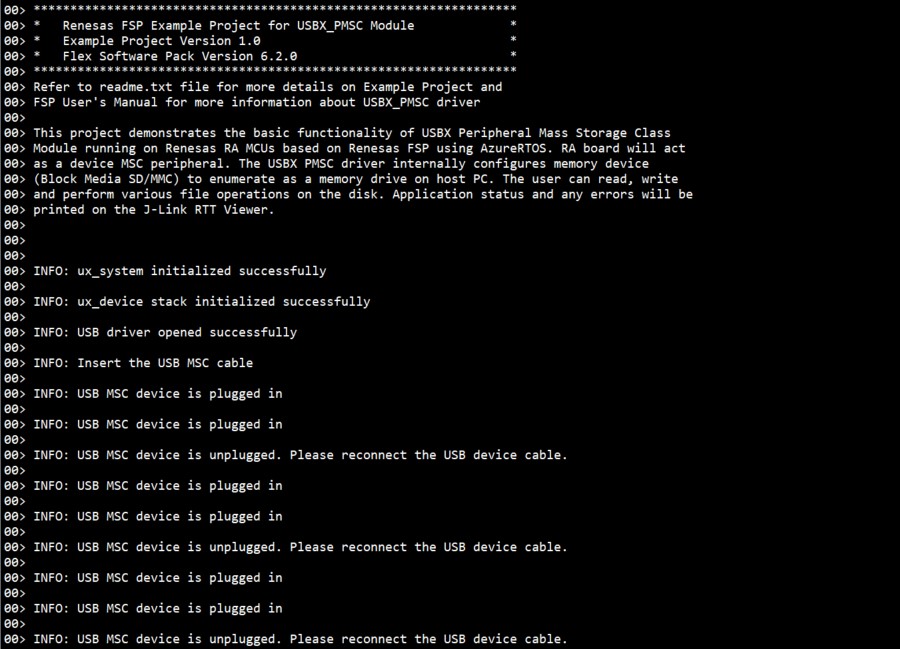 00> ******************************************************************
00> *   Renesas FSP Example Project for USBX_PMSC Module             *
00> *   Example Project Version 1.0                                  *
00> *   Flex Software Pack Version 6.2.0                             *
00> ******************************************************************
00> Refer to readme.txt file for more details on Example Project and
00> FSP User's Manual for more information about USBX_PMSC driver
00>
00> This project demonstrates the basic functionality of USBX Peripheral Mass Storage Class
00> Module running on Renesas RA MCUs based on Renesas FSP using AzureRTOS. RA board will act
00> as a device MSC peripheral. The USBX PMSC driver internally configures memory device
00> (Block Media SD/MMC) to enumerate as a memory drive on host PC. The user can read, write
00> and perform various file operations on the disk. Application status and any errors will be
00> printed on the J-Link RTT Viewer.
00>
00>
00>
00> INFO: ux_system initialized successfully
00>
00> INFO: ux_device stack initialized successfully
00>
00> INFO: USB driver opened successfully
00>
00> INFO: Insert the USB MSC cable
00>
00> INFO: USB MSC device is plugged in
00>
00> INFO: USB MSC device is plugged in
00>
00> INFO: USB MSC device is unplugged. Please reconnect the USB device cable.
00>
00> INFO: USB MSC device is plugged in
00>
00> INFO: USB MSC device is plugged in
00>
00> INFO: USB MSC device is unplugged. Please reconnect the USB device cable.
00>
00> INFO: USB MSC device is plugged in
00>
00> INFO: USB MSC device is plugged in
00>
00> INFO: USB MSC device is unplugged. Please reconnect the USB device cable.